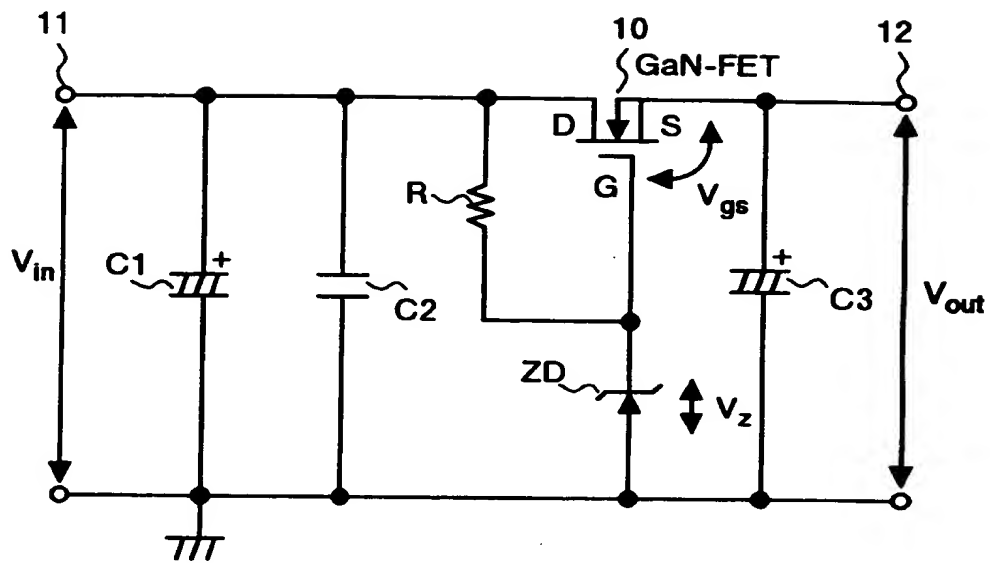 11
10
12
GaN-FET
D
S
G
V_gs
R
V_in
C1
+
C2
+
C3
V_out
ZD
V_z